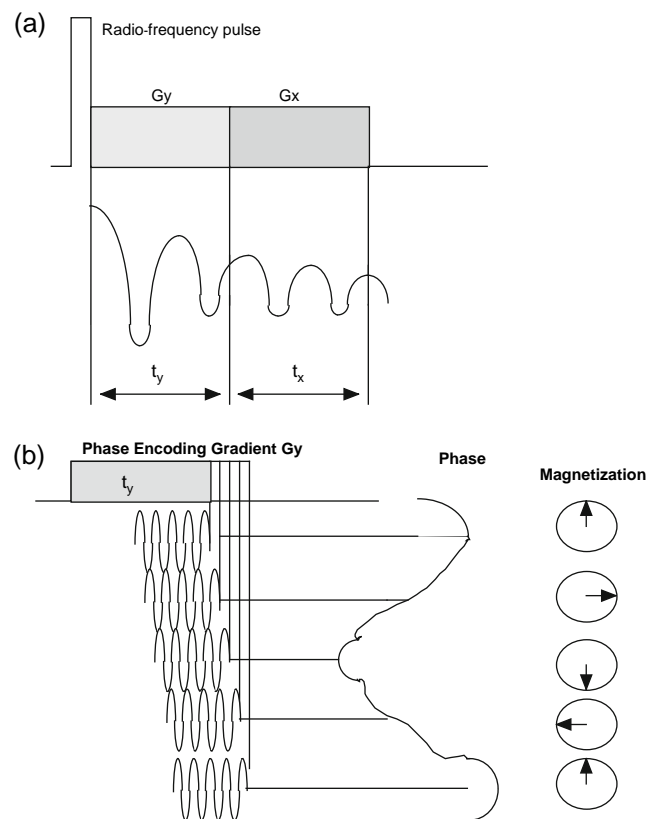 (a)
Radio-frequency pulse
Gy Gx
ty tx
(b)
Phase Encoding Gradient Gy
Phase
Magnetization
ty